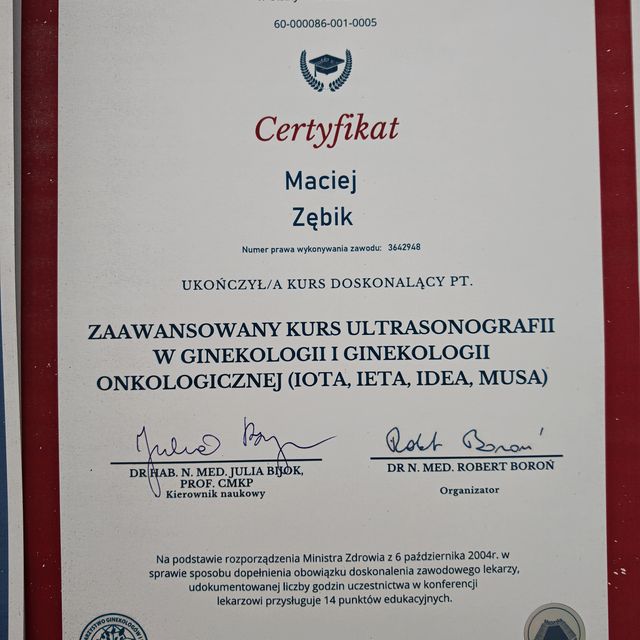 60-000086-001-0005
Certyfikat
Maciej
Zębik
Numer prawa wykonywania zawodu: 3642948
UKOŃCZYŁ/A KURS DOSKONALĄCY PT.
ZAAWANSOWANY KURS ULTRASONOGRAFII
W GINEKOLOGII I GINEKOLOGII
ONKOLOGICZNEJ (IOTA, IETA, IDEA, MUSA)
DR HAB. N. MED. JULIA BIJOK,
PROF. CMKP
Kierownik naukowy
Robert Boroń
DR N. MED. ROBERT BOROŃ
Organizator
Na podstawie rozporządzenia Ministra Zdrowia z 6 października 2004r. w
sprawie sposobu dopełnienia obowiązku doskonalenia zawodowego lekarzy,
udokumentowanej liczby godzin uczestnictwa w konferencji
lekarzowi przysługuje 14 punktów edukacyjnych.